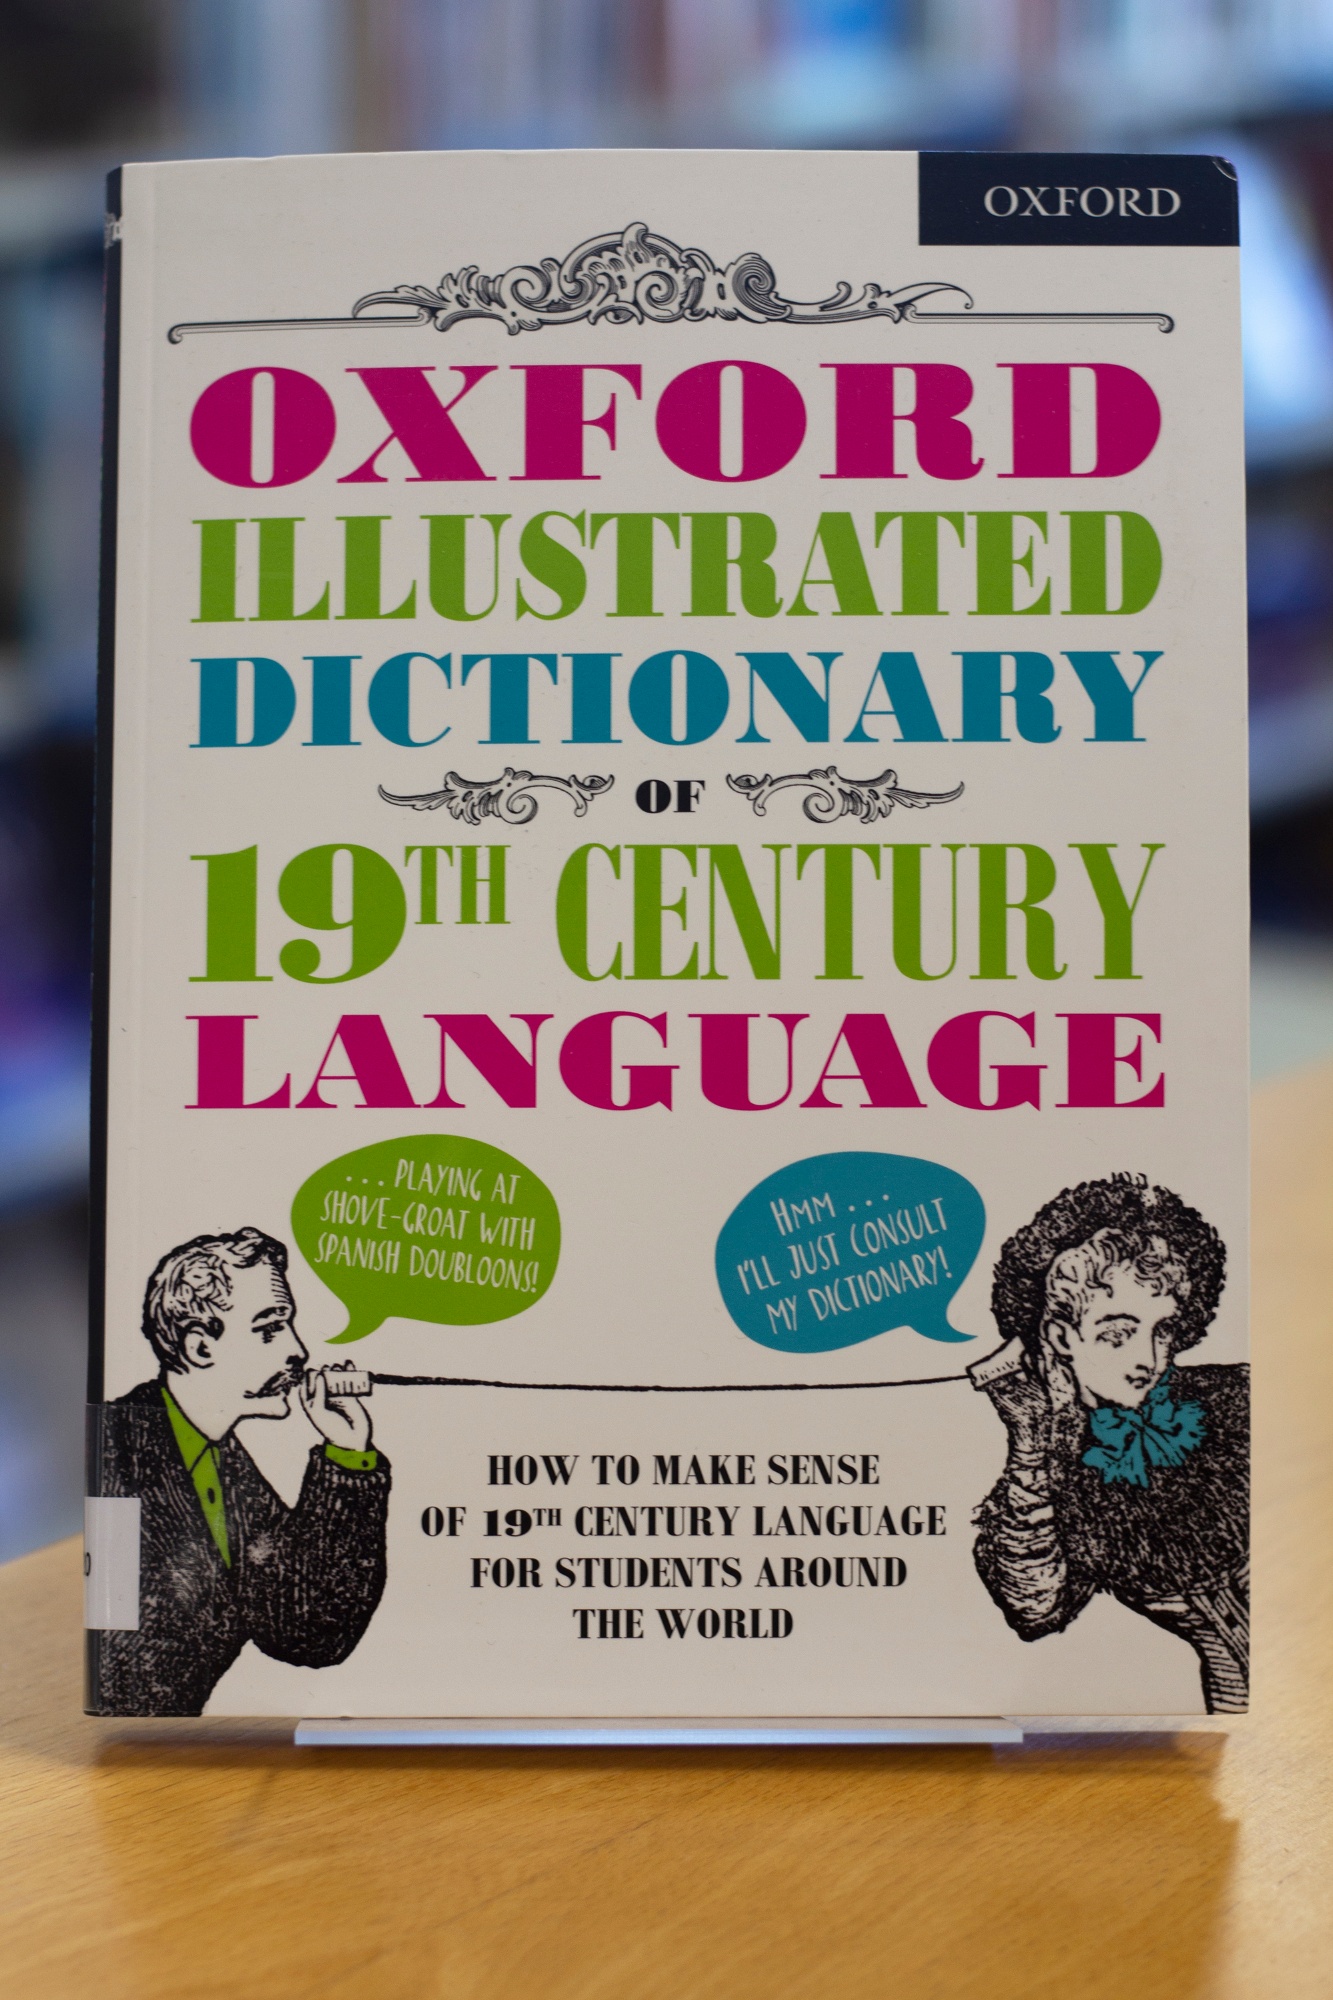 OXFORD
OXFORD
ILLUSTRATED
DICTIONARY
OF
19TH CENTURY
LANGUAGE
... PLAYING AT
SHOVE-GROAT WITH
SPANISH DOUBLOONS!
HMM ...
I'LL JUST CONSULT
MY DICTIONARY!
HOW TO MAKE SENSE
OF 19TH CENTURY LANGUAGE
FOR STUDENTS AROUND
THE WORLD